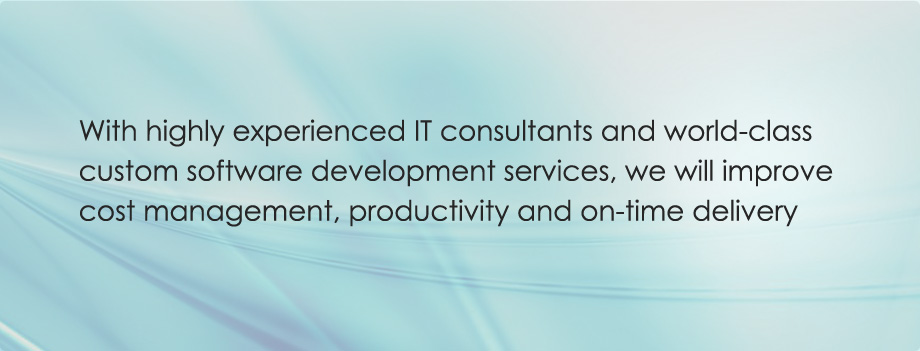 With highly experienced IT consultants and world-class
custom software development services, we will improve
cost management, productivity and on-time delivery